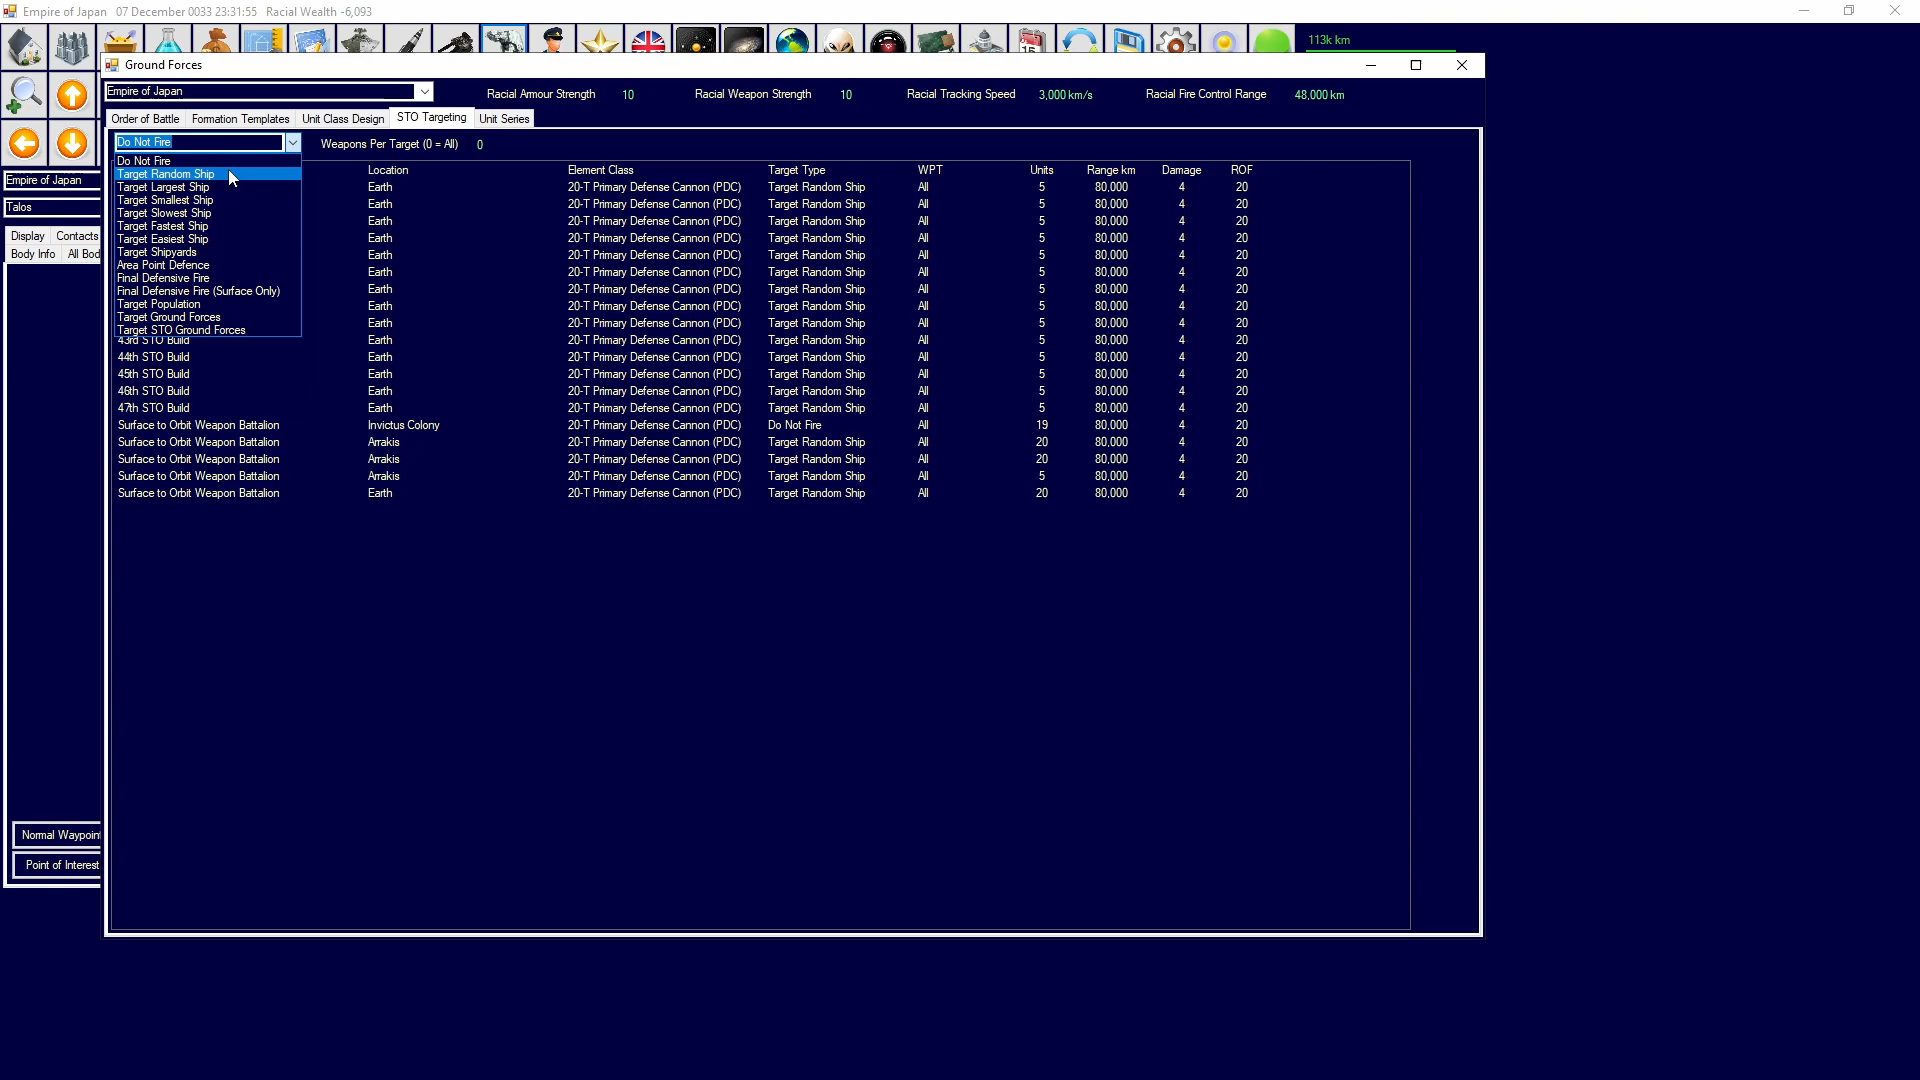 Empire of Japan   07 December 0033 23:31:55   Racial Wealth -6,093
113k km
Ground Forces
Empire of Japan
Racial Armour Strength 10 Racial Weapon Strength 10 Racial Tracking Speed 3,000 km/s Racial Fire Control Range 48,000 km
Order of Battle Formation Templates Unit Class Design STO Targeting Unit Series
Do Not Fire Weapons Per Target (0 = All) 0
Do Not Fire
Target Random Ship
Target Largest Ship
Target Smallest Ship
Target Slowest Ship
Target Fastest Ship
Target Easiest Ship
Target Shipyards
Area Point Defence
Final Defensive Fire
Final Defensive Fire (Surface Only)
Target Population
Target Ground Forces
Target STO Ground Forces
Location Element Class Target Type WPT Units Range km Damage ROF
Earth 20-T Primary Defense Cannon (PDC) Target Random Ship All 5 80,000 4 20
Earth 20-T Primary Defense Cannon (PDC) Target Random Ship All 5 80,000 4 20
Earth 20-T Primary Defense Cannon (PDC) Target Random Ship All 5 80,000 4 20
Earth 20-T Primary Defense Cannon (PDC) Target Random Ship All 5 80,000 4 20
Earth 20-T Primary Defense Cannon (PDC) Target Random Ship All 5 80,000 4 20
Earth 20-T Primary Defense Cannon (PDC) Target Random Ship All 5 80,000 4 20
Earth 20-T Primary Defense Cannon (PDC) Target Random Ship All 5 80,000 4 20
Earth 20-T Primary Defense Cannon (PDC) Target Random Ship All 5 80,000 4 20
Earth 20-T Primary Defense Cannon (PDC) Target Random Ship All 5 80,000 4 20
43rd STO Build Earth 20-T Primary Defense Cannon (PDC) Target Random Ship All 5 80,000 4 20
44th STO Build Earth 20-T Primary Defense Cannon (PDC) Target Random Ship All 5 80,000 4 20
45th STO Build Earth 20-T Primary Defense Cannon (PDC) Target Random Ship All 5 80,000 4 20
46th STO Build Earth 20-T Primary Defense Cannon (PDC) Target Random Ship All 5 80,000 4 20
47th STO Build Earth 20-T Primary Defense Cannon (PDC) Target Random Ship All 5 80,000 4 20
Surface to Orbit Weapon Battalion Invictus Colony 20-T Primary Defense Cannon (PDC) Do Not Fire All 19 80,000 4 20
Surface to Orbit Weapon Battalion Arrakis 20-T Primary Defense Cannon (PDC) Target Random Ship All 20 80,000 4 20
Surface to Orbit Weapon Battalion Arrakis 20-T Primary Defense Cannon (PDC) Target Random Ship All 20 80,000 4 20
Surface to Orbit Weapon Battalion Arrakis 20-T Primary Defense Cannon (PDC) Target Random Ship All 5 80,000 4 20
Surface to Orbit Weapon Battalion Earth 20-T Primary Defense Cannon (PDC) Target Random Ship All 20 80,000 4 20
Empire of Japan
Talos
Display Contacts
Body Info All Bod
Normal Waypoin
Point of Interest
15